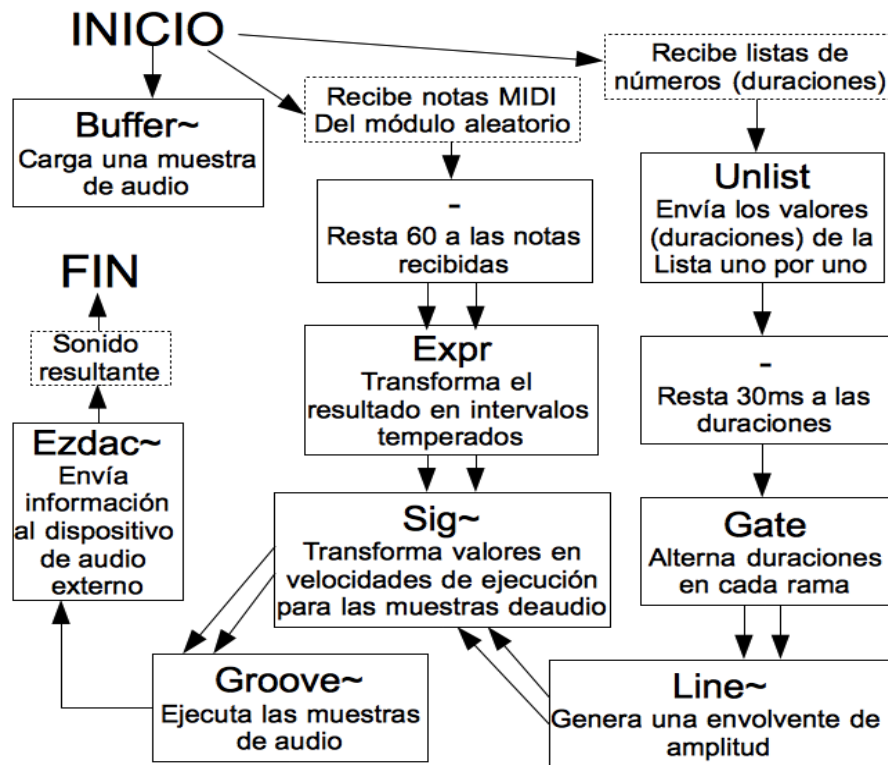 INICIO
Buffer~
Carga una muestra
de audio
Recibe notas MIDI
Del módulo aleatorio
-
Resta 60 a las notas
recibidas
Expr
Transforma el
resultado en intervalos
temperados
Sig~
Transforma valores en
velocidades de ejecución
para las muestras deaudio
Recibe listas de
números (duraciones)
Unlist
Envía los valores
(duraciones) de la
Lista uno por uno
-
Resta 30ms a las
duraciones
Gate
Alterna duraciones
en cada rama
Line~
Genera una envolvente de
amplitud
Groove~
Ejecuta las muestras
de audio
Ezdac~
Envía
información
al dispositivo
de audio
externo
Sonido
resultante
FIN